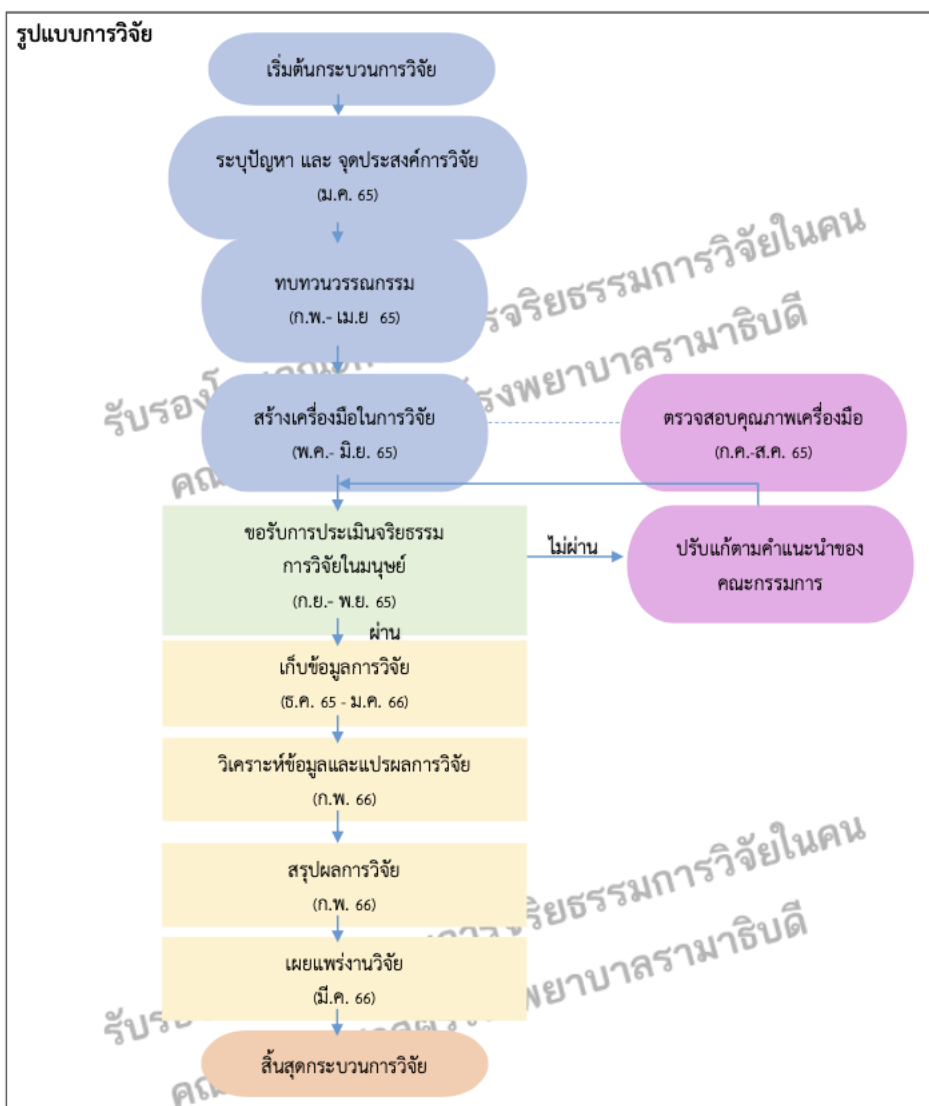 รูปแบบการวิจัย
เริ่มต้นกระบวนการวิจัย
ระบุปัญหา และ จุดประสงค์การวิจัย
(ม.ค. 65)
ทบทวนวรรณกรรม
(ก.พ.- เม.ย 65)
สร้างเครื่องมือในการวิจัย
(พ.ค.- มิ.ย. 65)
ตรวจสอบคุณภาพเครื่องมือ
(ก.ค.-ส.ค. 65)
ขอรับการประเมินจริยธรรม
การวิจัยในมนุษย์
(ก.ย.- พ.ย. 65)
ไม่ผ่าน
ปรับแก้ตามคำแนะนำของ
คณะกรรมการ
ผ่าน
เก็บข้อมูลการวิจัย
(ธ.ค. 65 - ม.ค. 66)
วิเคราะห์ข้อมูลและแปรผลการวิจัย
(ก.พ. 66)
สรุปผลการวิจัย
(ก.พ. 66)
เผยแพร่งานวิจัย
(มี.ค. 66)
สิ้นสุดกระบวนการวิจัย
รับรอง จริยธรรมการวิจัยในคน
พยาบาลรามาธิบดี
จริยธรรมการวิจัยในคน
พยาบาลรามาธิบดี